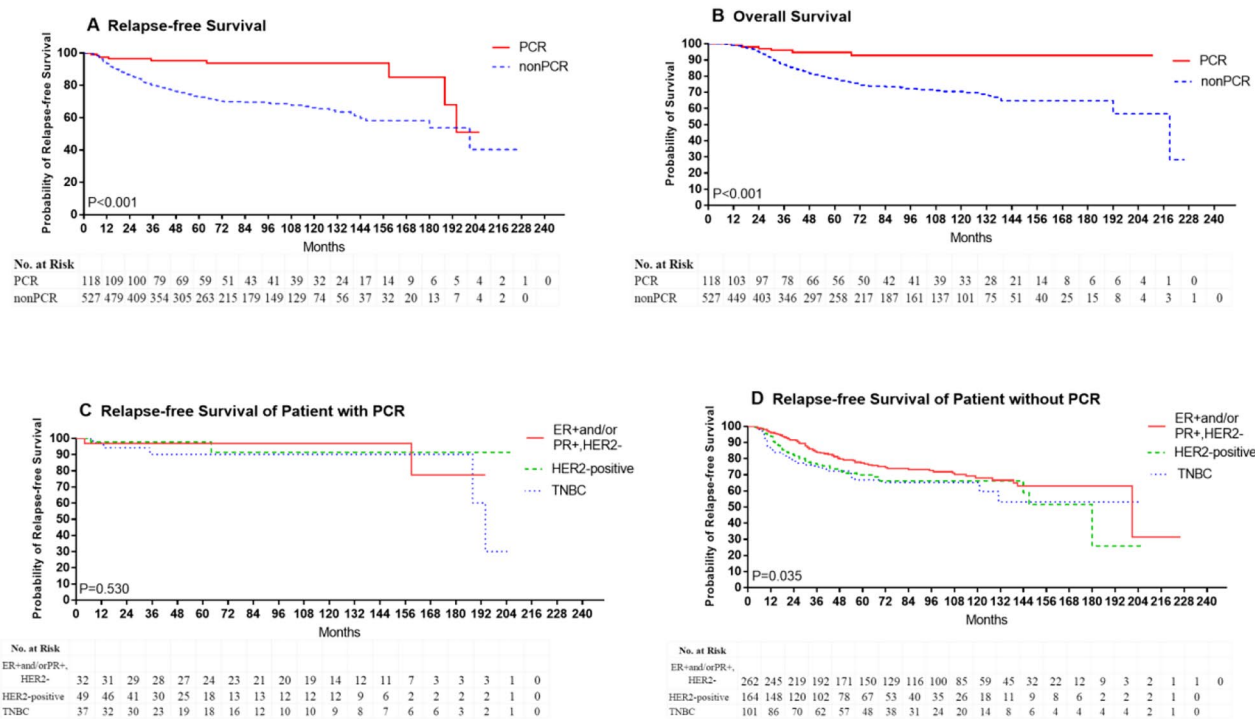 A Relapse-free Survival
Probability of Relapse-free Survival
100
80
60
40
20
0
PCR
nonPCR
P<0.001
0 12 24 36 48 60 72 84 96 108 120 132 144 156 168 180 192 204 216 228 240
Months
No. at Risk
PCR 118 109 100 79 69 59 51 43 41 39 32 24 17 14 9 6 5 4 2 1 0
nonPCR 527 479 409 354 305 263 215 179 149 129 74 56 37 32 20 13 7 4 2 0
B Overall Survival
Probability of Survival
100
90
80
70
60
50
40
30
20
10
0
PCR
nonPCR
P<0.001
0 12 24 36 48 60 72 84 96 108 120 132 144 156 168 180 192 204 216 228 240
Months
No. at Risk
PCR 118 103 97 78 66 56 50 42 41 39 33 28 21 14 8 6 6 4 1 0
nonPCR 527 449 403 346 297 258 217 187 161 137 101 75 51 40 25 15 8 4 3 1 0
C Relapse-free Survival of Patient with PCR
Probability of Relapse-free Survival
100
90
80
70
60
50
40
30
20
10
0
ER+and/or
PR+,HER2-
HER2-positive
TNBC
P=0.530
0 12 24 36 48 60 72 84 96 108 120 132 144 156 168 180 192 204 216 228 240
Months
No. at Risk
ER+and/orPR+,
HER2- 32 31 29 28 27 24 23 21 20 19 14 12 11 7 3 3 3 1 0
HER2-positive 49 46 41 30 25 18 13 13 12 12 12 9 6 2 2 2 2 1 0
TNBC 37 32 30 23 19 18 16 12 10 10 9 8 7 6 6 3 2 1 0
D Relapse-free Survival of Patient without PCR
Probability of Relapse-free Survival
100
90
80
70
60
50
40
30
20
10
0
ER+and/or
PR+,HER2-
HER2-positive
TNBC
P=0.035
0 12 24 36 48 60 72 84 96 108 120 132 144 156 168 180 192 204 216 228 240
Months
No. at Risk
ER+and/orPR+,
HER2- 262 245 219 192 171 150 129 116 100 85 59 45 32 22 12 9 3 2 1 1 0
HER2-positive 164 148 120 102 78 67 53 40 35 26 18 11 9 8 6 2 2 2 1 0
TNBC 101 86 70 62 57 48 38 31 24 20 14 8 6 4 4 4 4 2 1 0